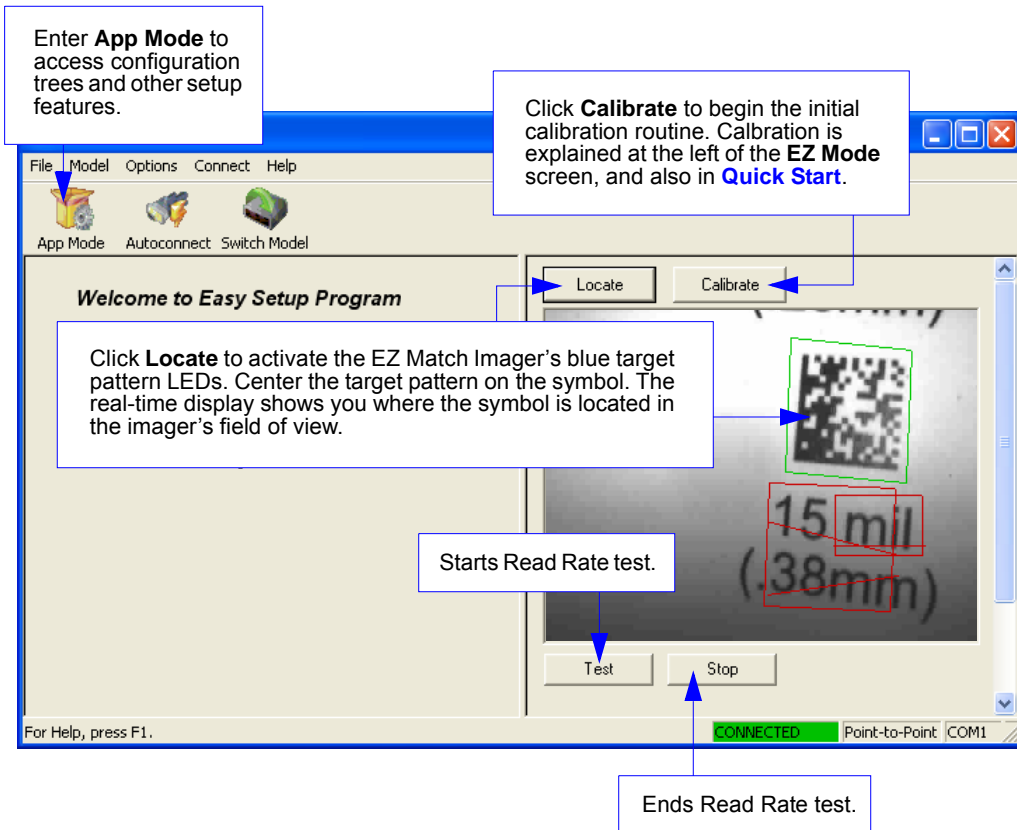 Enter App Mode to
access configuration
trees and other setup
features.
Click Calibrate to begin the initial
calibration routine. Calbration is
explained at the left of the EZ Mode
screen, and also in Quick Start.
File Model Options Connect Help
App Mode Autoconnect Switch Model
Welcome to Easy Setup Program
Locate Calibrate
Click Locate to activate the EZ Match Imager's blue target
pattern LEDs. Center the target pattern on the symbol. The
real-time display shows you where the symbol is located in
the imager's field of view.
15 mil
(.38mm)
Starts Read Rate test.
Test Stop
For Help, press F1. CONNECTED Point-to-Point COM1
Ends Read Rate test.